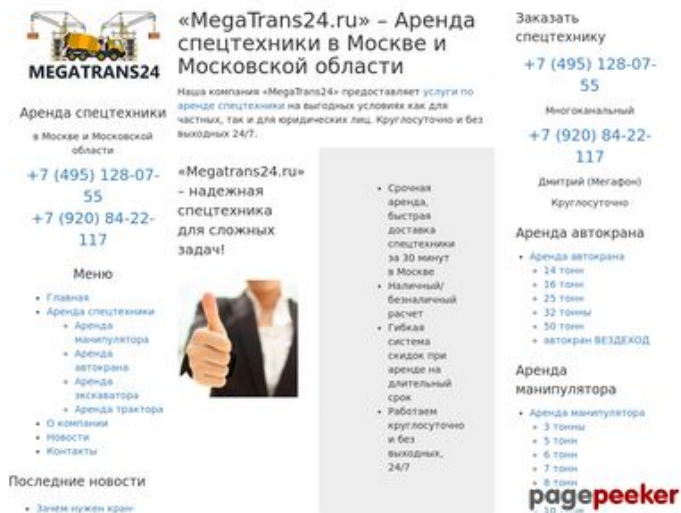 MEGATRANS24
Аренда спецтехники
в Москве и Московской
области
+7 (495) 128-07-
55
+7 (920) 84-22-
117
Меню
Главная
Аренда спецтехники
Аренда
манипулятора
Аренда
автокрана
Аренда
экскаватора
Аренда трактора
О компании
Новости
Контакты
Последние новости
Зачем нужен кран-
«MegaTrans24.ru» – Аренда
спецтехники в Москве и
Московской области
Наша компания «MegaTrans24» предоставляет услуги по
аренде спецтехники на выгодных условиях как для
частных, так и для юридических лиц. Круглосуточно и без
выходных 24/7.
«Megatrans24.ru»
– надежная
спецтехника
для сложных
задач!
Срочная
аренда,
быстрая
доставка
спецтехники
за 30 минут
в Москве
Наличный/
безналичный
расчет
Гибкая
система
скидок при
аренде на
длительный
срок
Работаем
круглосуточно
и без
выходных,
24/7
Заказать
спецтехнику
+7 (495) 128-07-
55
Многоканальный
+7 (920) 84-22-
117
Дмитрий (Мегафон)
Круглосуточно
Аренда автокрана
Аренда автокрана
14 тонн
16 тонн
25 тонн
32 тонны
50 тонн
автокран ВЕЗДЕХОД
Аренда
манипулятора
Аренда манипулятора
3 тонны
5 тонн
6 тонн
7 тонн
8 тонн
10 тонн
pagepeeker